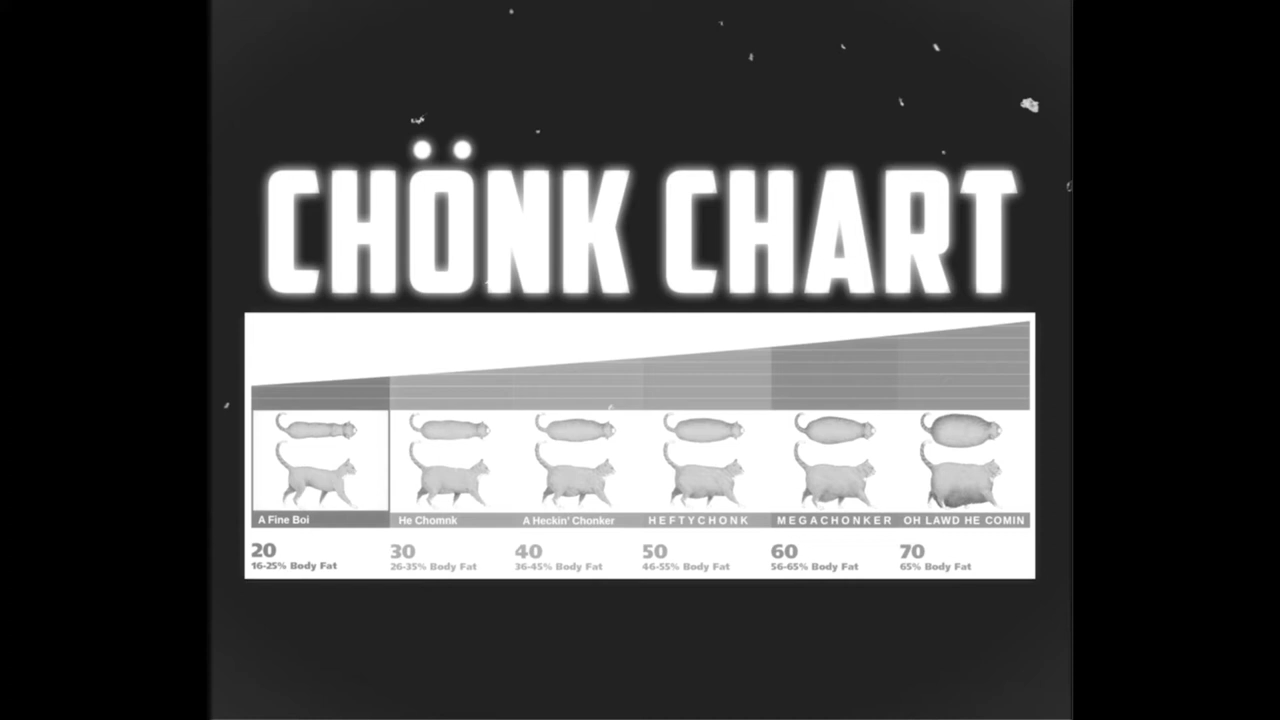 CHÖNK CHART
A Fine Boi He Chomnk A Heckin' Chonker HEFTYCHONK MEGACHONKER OH LAWD HE COMIN
20 30 40 50 60 70
16-25% Body Fat 26-35% Body Fat 36-45% Body Fat 46-55% Body Fat 56-65% Body Fat 65% Body Fat